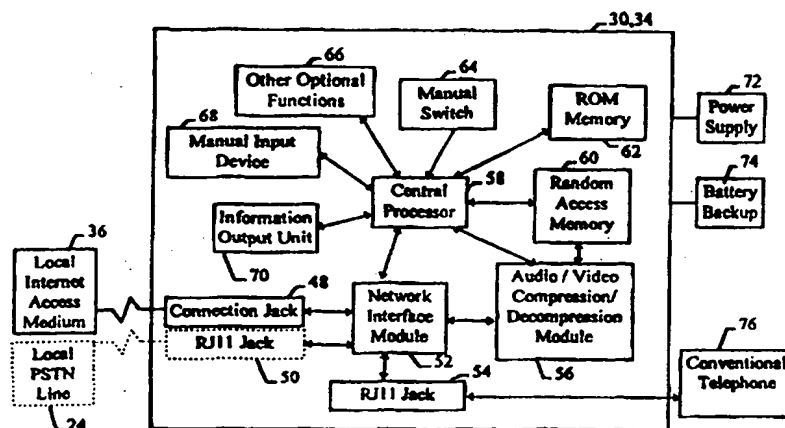 30,34
66
Other Optional
Functions
64
Manual
Switch
ROM
Memory
62
72
Power
Supply
68
Manual Input
Device
60
Random
Access
Memory
74
Battery
Backup
58
Central
Processor
Information
Output Unit
70
36
Local
Internet
Access
Medium
48
Connection Jack
RJ11 Jack
50
Network
Interface
Module
52
Audio / Video
Compression/
Decompression
Module
56
76
Conventional
Telephone
Local
PSTN
Line
24
54
RJ11 Jack